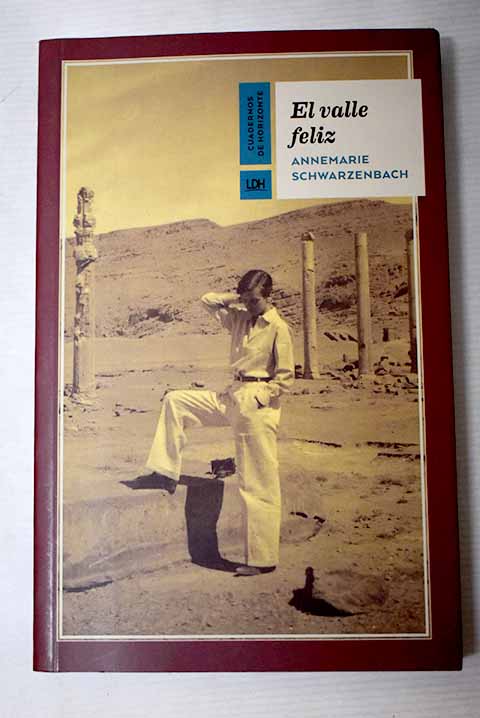 CUADERNOS
DE HORIZONTE
LDH
El valle
feliz
ANNEMARIE
SCHWARZENBACH